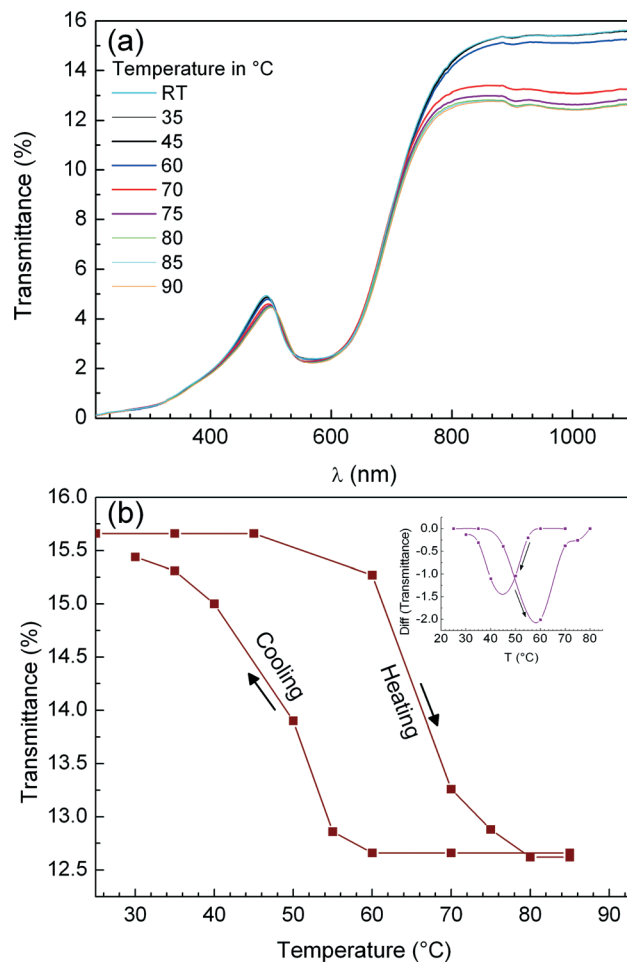 (a)
Temperature in °C
RT
35
45
60
70
75
80
85
90
Transmittance (%)
16
14
12
10
8
6
4
2
0
400 600 800 1000
λ (nm)
(b)
Transmittance (%)
16.0
15.5
15.0
14.5
14.0
13.5
13.0
12.5
Cooling
Heating
Diff (Transmittance)
0.0
-0.5
-1.0
-1.5
-2.0
20 30 40 50 60 70 80
T (°C)
30 40 50 60 70 80 90
Temperature (°C)